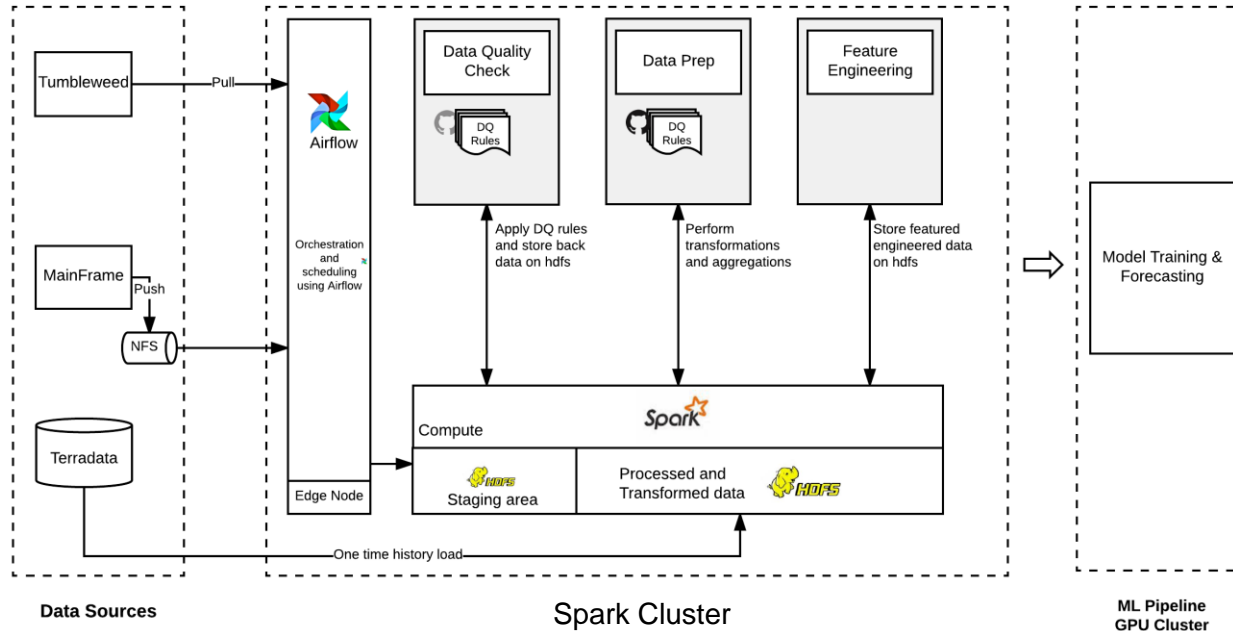 Tumbleweed
Pull
MainFrame
Push
NFS
Terradata
One time history load
Data Sources
Airflow
Orchestration
and
scheduling
using Airflow
Edge Node
Data Quality
Check
DQ
Rules
Data Prep
DQ
Rules
Feature
Engineering
Apply DQ rules
and store back
data on hdfs
Perform
transformations
and aggregations
Store featured
engineered data
on hdfs
Spark
Compute
HDFS
Staging area
Processed and
Transformed data
HDFS
Spark Cluster
Model Training &
Forecasting
ML Pipeline
GPU Cluster